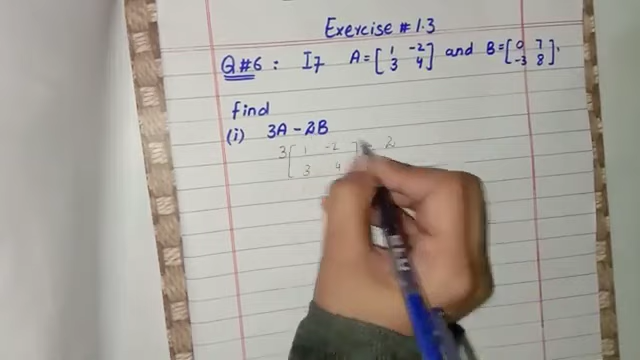 Exercise # 1.3
Q#6 : If A = [1 -2 3 4] and B = [0 7 -3 8].
find
(i) 3A - 2B
3[1 -2 2
3 4